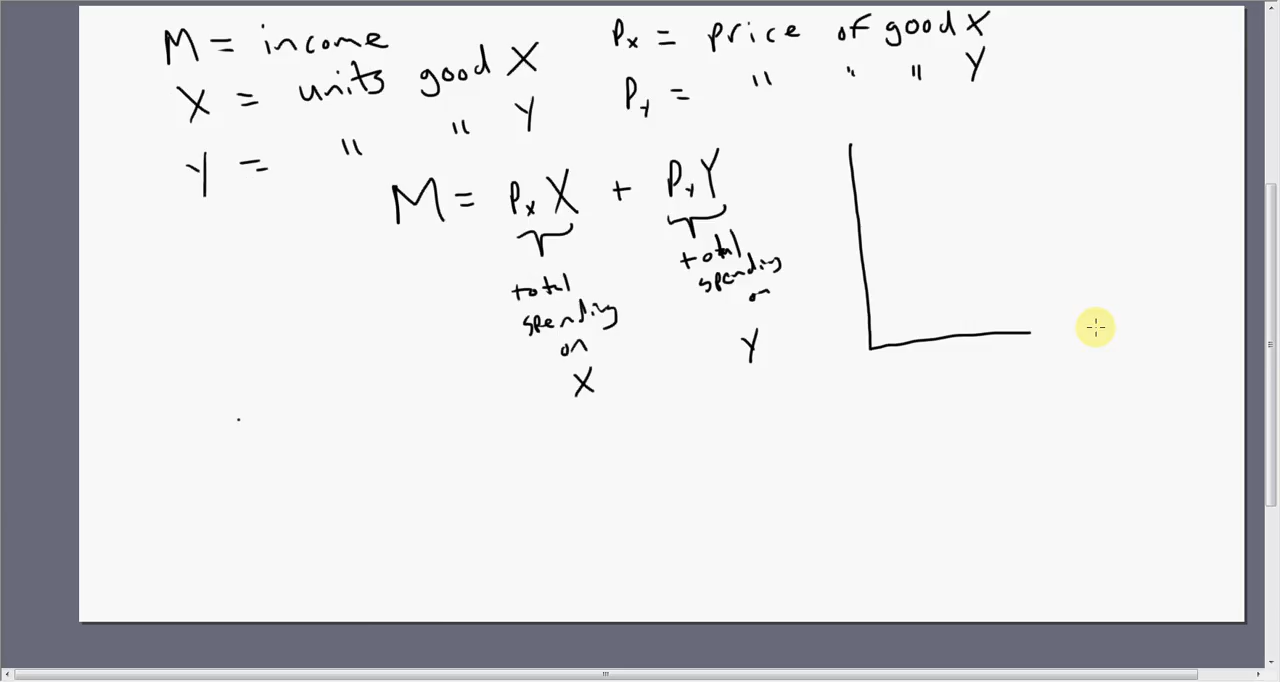 M = income
X = units good X
Y = " " Y
Px = price of good X
PY = " " " Y
M = PxX + PYY
total
spending
on
X
total
spending
on
Y